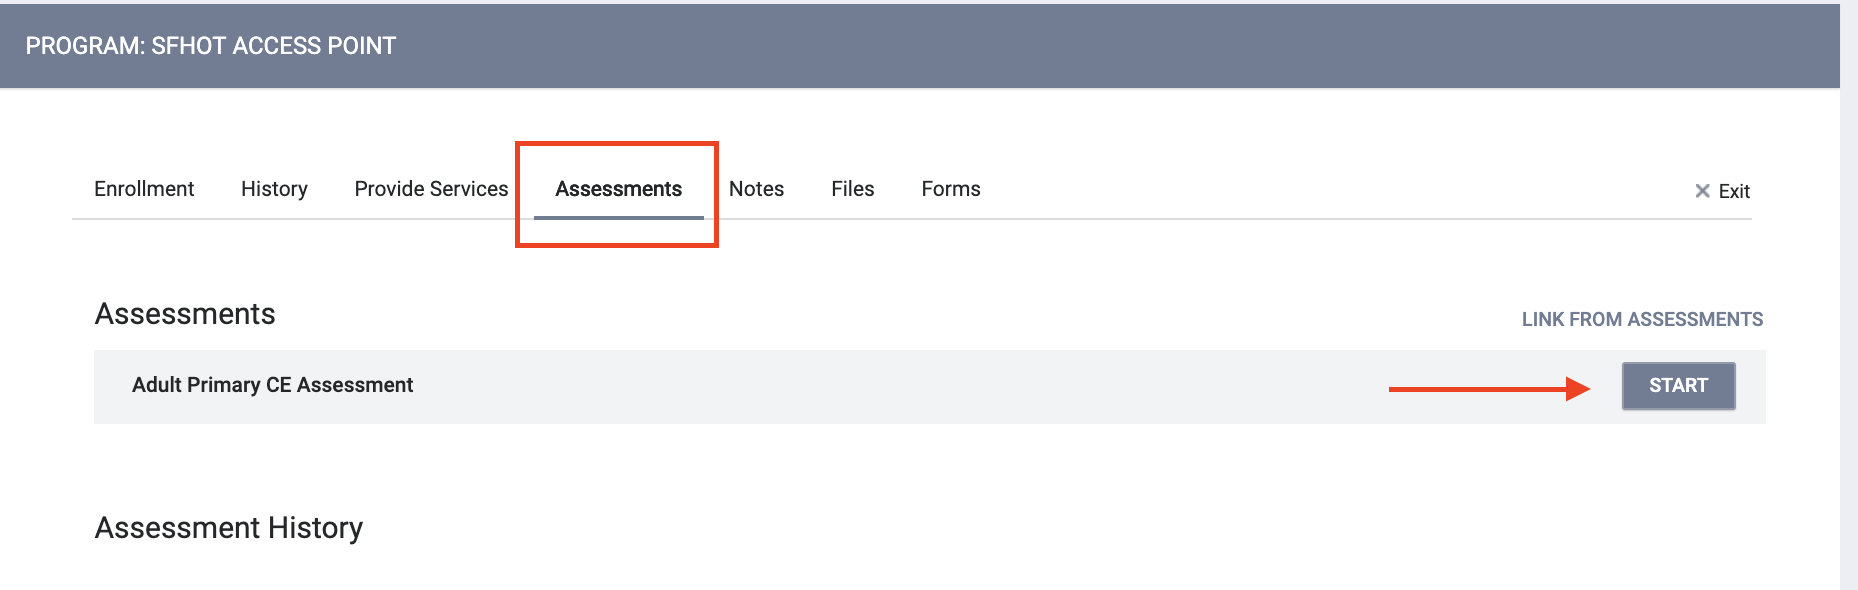 PROGRAM: SFHOT ACCESS POINT
Enrollment History Provide Services Assessments Notes Files Forms Exit
Assessments
LINK FROM ASSESSMENTS
Adult Primary CE Assessment START
Assessment History